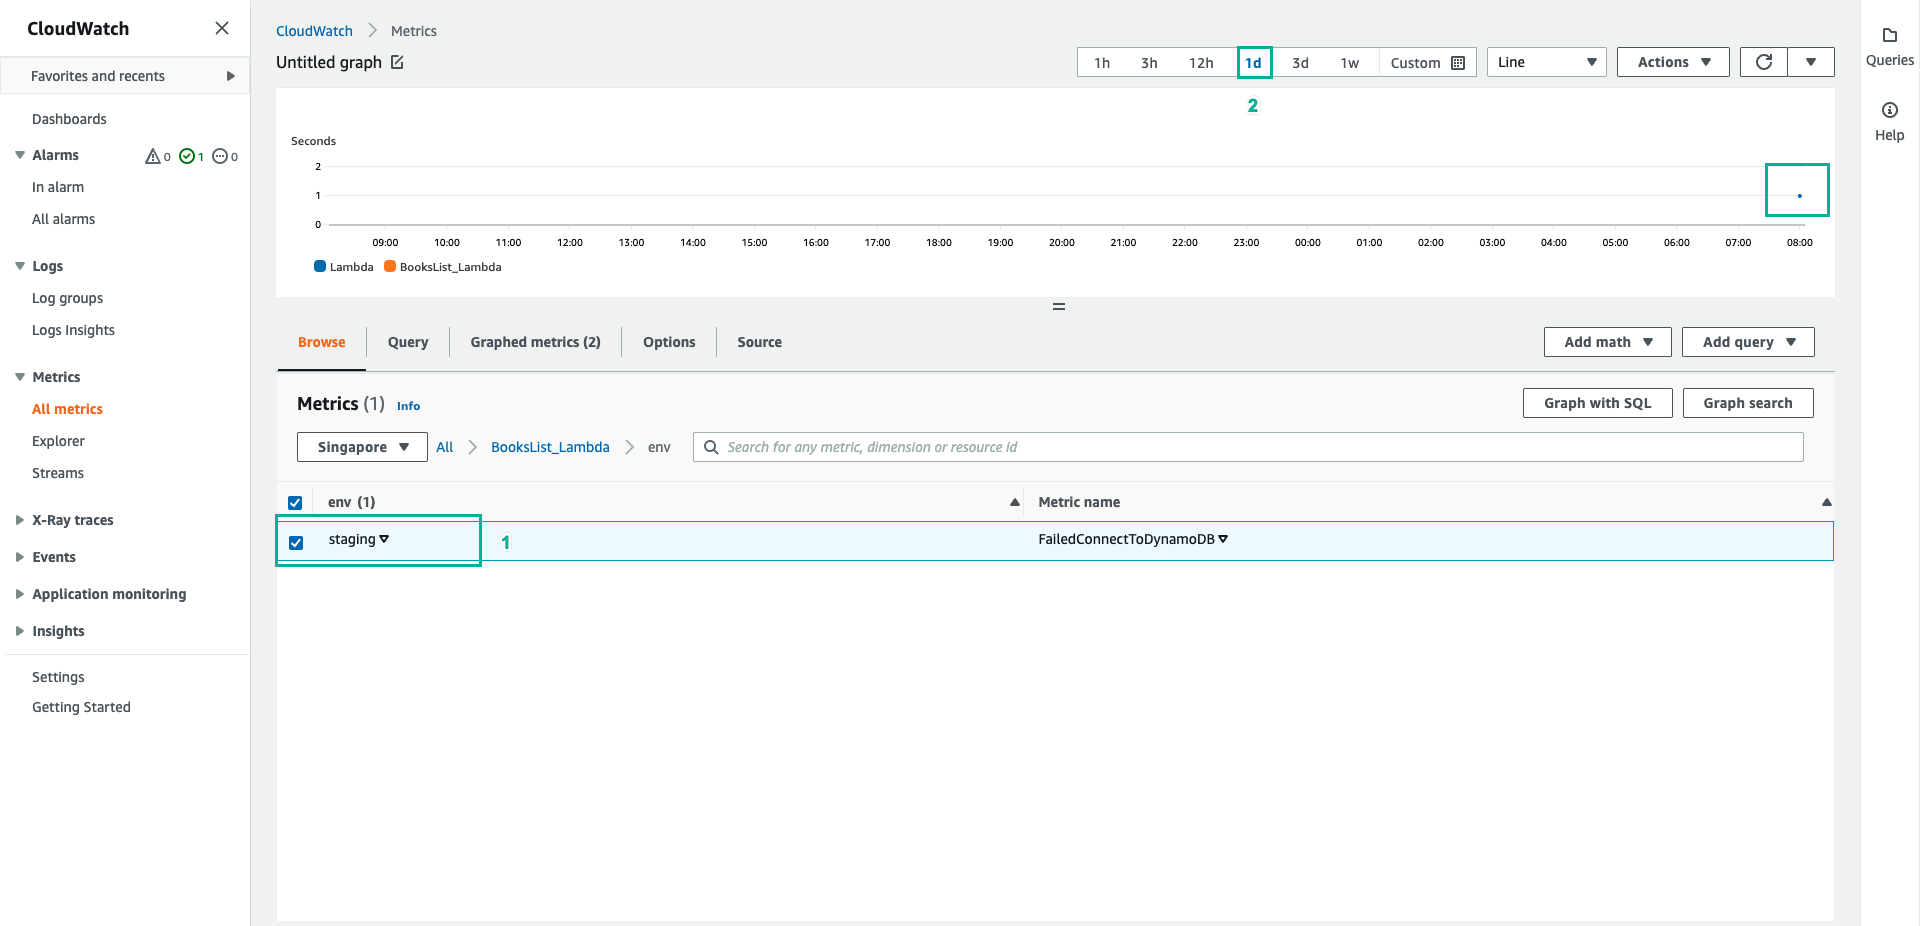 CloudWatch
Favorites and recents
Dashboards
Alarms 0 1 0
In alarm
All alarms
Logs
Log groups
Logs Insights
Metrics
All metrics
Explorer
Streams
X-Ray traces
Events
Application monitoring
Insights
Settings
Getting Started
CloudWatch Metrics
Untitled graph
1h 3h 12h 1d 3d 1w Custom Line Actions
2
Seconds
2
1
0
09:00 10:00 11:00 12:00 13:00 14:00 15:00 16:00 17:00 18:00 19:00 20:00 21:00 22:00 23:00 00:00 01:00 02:00 03:00 04:00 05:00 06:00 07:00 08:00
Lambda BooksList_Lambda
Browse Query Graphed metrics (2) Options Source Add math Add query
Metrics (1) Info Graph with SQL Graph search
Singapore All BooksList_Lambda env Search for any metric, dimension or resource id
env (1) Metric name
staging 1 FailedConnectToDynamoDB
Queries
Help